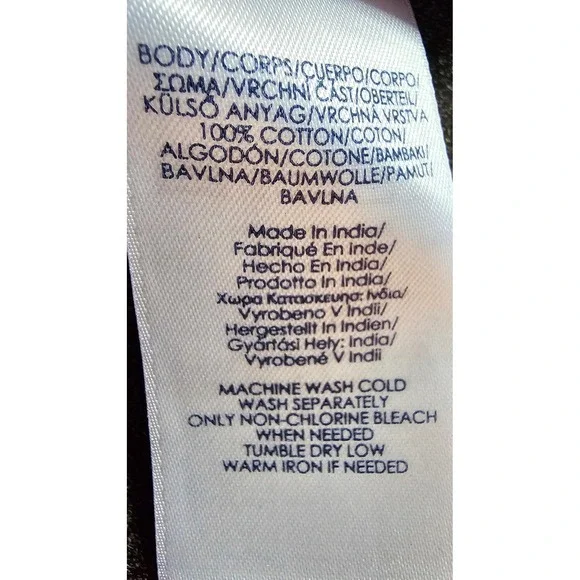 BODY/CORPS/CUERPO/CORPO/
ΣΩΜΑ/VRCHNÍ ČÁST/OBERTEIL/
KÜLSŐ ANYAG/VRCHNÁ VRSTVA
100% COTTON/COTON/
ALGODÓN/COTONE/BAMBAKI/
BAVLNA/BAUMWOLLE/PAMUT/
BAVLNA
Made In India/
Fabriqué En Inde/
Hecho En India/
Prodotto In India/
Χωρα Κατασκευησ: Ινδια/
Vyrobeno V Indii/
Hergestellt In Indien/
Gyártási Hely: India/
Vyrobené V Indii
MACHINE WASH COLD
WASH SEPARATELY
ONLY NON-CHLORINE BLEACH
WHEN NEEDED
TUMBLE DRY LOW
WARM IRON IF NEEDED